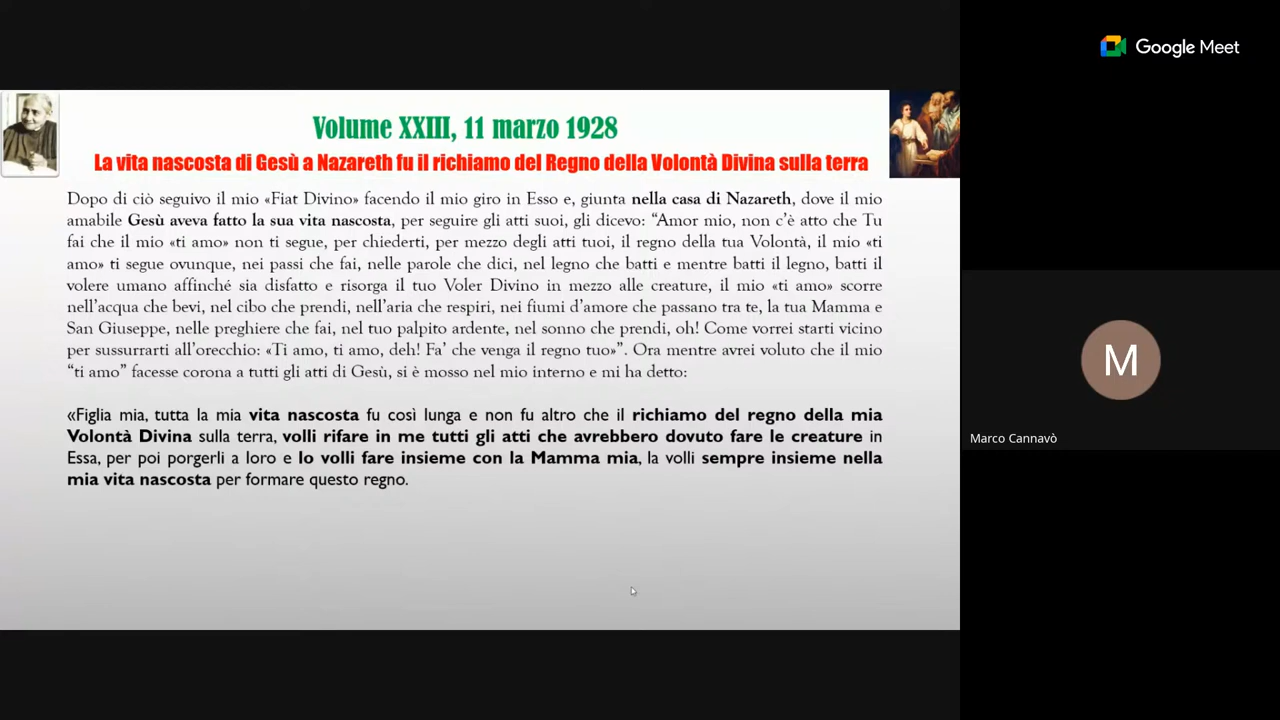 Google Meet
Volume XXIII, 11 marzo 1928
La vita nascosta di Gesù a Nazareth fu il richiamo del Regno della Volontà Divina sulla terra
Dopo di ciò seguivo il mio «Fiat Divino» facendo il mio giro in Esso e, giunta nella casa di Nazareth, dove il mio
amabile Gesù aveva fatto la sua vita nascosta, per seguire gli atti suoi, gli dicevo: “Amor mio, non c’è atto che Tu
fai che il mio «ti amo» non ti segue, per chiederti, per mezzo degli atti tuoi, il regno della tua Volontà, il mio «ti
amo» ti segue ovunque, nei passi che fai, nelle parole che dici, nel legno che batti e mentre batti il legno, batti il
volere umano affinché sia disfatto e risorga il tuo Voler Divino in mezzo alle creature, il mio «ti amo» scorre
nell’acqua che bevi, nel cibo che prendi, nell’aria che respiri, nei fiumi d’amore che passano tra te, la tua Mamma e
San Giuseppe, nelle preghiere che fai, nel tuo palpito ardente, nel sonno che prendi, oh! Come vorrei starti vicino
per sussurrarti all’orecchio: «Ti amo, ti amo, deh! Fa’ che venga il regno tuo»”. Ora mentre avrei voluto che il mio
“ti amo” facesse corona a tutti gli atti di Gesù, si è mosso nel mio interno e mi ha detto:
«Figlia mia, tutta la mia vita nascosta fu così lunga e non fu altro che il richiamo del regno della mia
Volontà Divina sulla terra, volli rifare in me tutti gli atti che avrebbero dovuto fare le creature in
Essa, per poi porgerli a loro e lo volli fare insieme con la Mamma mia, la volli sempre insieme nella
mia vita nascosta per formare questo regno.
M
Marco Cannavò